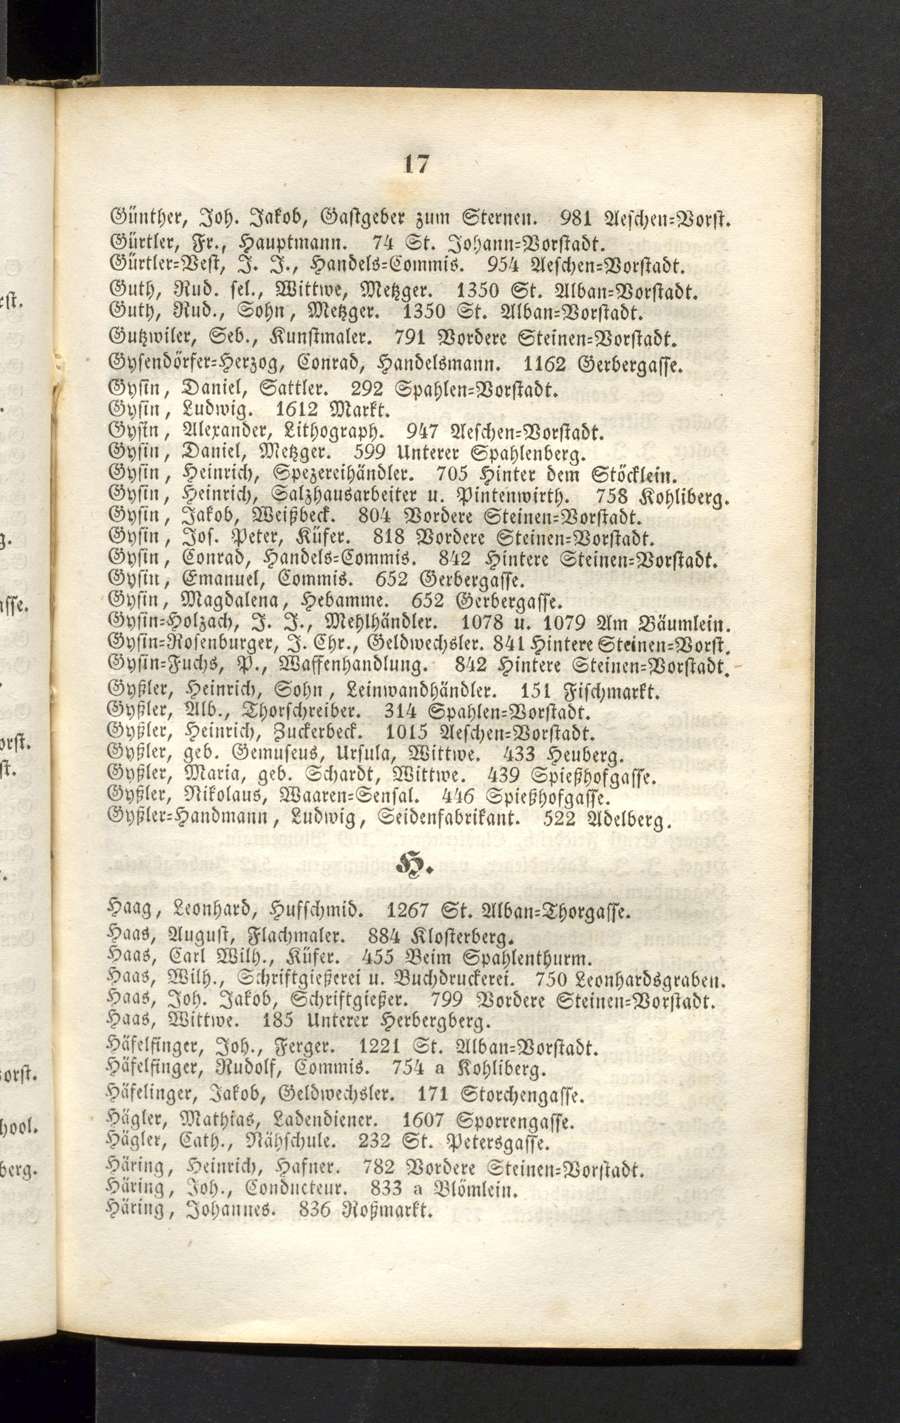 17
Günther, Joh. Jakob, Gastgeber zum Sternen. 981 Aeschen-Vorst.
Gürtler, Fr., Hauptmann. 74 St. Johann-Vorstadt.
Gürtler-Vest, J. J., Handels-Commis. 954 Aeschen-Vorstadt.
Guth, Rud. sel., Wittwe, Metzger. 1350 St. Alban-Vorstadt.
Guth, Rud., Sohn, Metzger. 1350 St. Alban-Vorstadt.
Gutzwiler, Seb., Kunstmaler. 791 Vordere Steinen-Vorstadt.
Gysendörfer-Herzog, Conrad, Handelsmann. 1162 Gerbergasse.
Gysin, Daniel, Sattler. 292 Spahlen-Vorstadt.
Gysin, Ludwig. 1612 Markt.
Gysin, Alexander, Lithograph. 947 Aeschen-Vorstadt.
Gysin, Daniel, Metzger. 599 Unterer Spahlenberg.
Gysin, Heinrich, Spezereihändler. 705 Hinter dem Stöcklein.
Gysin, Heinrich, Salzhausarbeiter u. Pintenwirth. 758 Kohliberg.
Gysin, Jakob, Weißbeck. 804 Vordere Steinen-Vorstadt.
Gysin, Jos. Peter, Küfer. 818 Vordere Steinen-Vorstadt.
Gysin, Conrad, Handels-Commis. 842 Hintere Steinen-Vorstadt.
Gysin, Emanuel, Commis. 652 Gerbergasse.
Gysin, Magdalena, Hebamme. 652 Gerbergasse.
Gysin-Holzach, J. J., Mehlhändler. 1078 u. 1079 Am Bäumlein.
Gysin-Rosenburger, J. Chr., Geldwechsler. 841 Hintere Steinen-Vorst.
Gysin-Fuchs, P., Waffenhandlung. 842 Hintere Steinen-Vorstadt.
Gyßler, Heinrich, Sohn, Leinwandhändler. 151 Fischmarkt.
Gyßler, Alb., Thorschreiber. 314 Spahlen-Vorstadt.
Gyßler, Heinrich, Zuckerbeck. 1015 Aeschen-Vorstadt.
Gyßler, geb. Gemuseus, Ursula, Wittwe. 433 Heuberg.
Gyßler, Maria, geb. Schardt, Wittwe. 439 Spießhofgasse.
Gyßler, Nikolaus, Waaren-Sensal. 446 Spießhofgasse.
Gyßler-Handmann, Ludwig, Seidenfabrikant. 522 Adelberg.
H.
Haag, Leonhard, Hufschmid. 1267 St. Alban-Thorgasse.
Haas, August, Flachmaler. 884 Klosterberg.
Haas, Carl Wilh., Küfer. 455 Beim Spahlenthurm.
Haas, Wilh., Schriftgießerei u. Buchdruckerei. 750 Leonhardsgraben.
Haas, Joh. Jakob, Schriftgießer. 799 Vordere Steinen-Vorstadt.
Haas, Wittwe. 185 Unterer Herbergberg.
Häfelfinger, Joh., Ferger. 1221 St. Alban-Vorstadt.
Häfelfinger, Rudolf, Commis. 754 a Kohliberg.
Häfelinger, Jakob, Geldwechsler. 171 Storchengasse.
Hägler, Mathias, Ladendiener. 1607 Sporrengasse.
Hägler, Cath., Nähschule. 232 St. Petersgasse.
Häring, Heinrich, Hafner. 782 Vordere Steinen-Vorstadt.
Häring, Joh., Conducteur. 833 a Blömlein.
Häring, Johannes. 836 Roßmarkt.